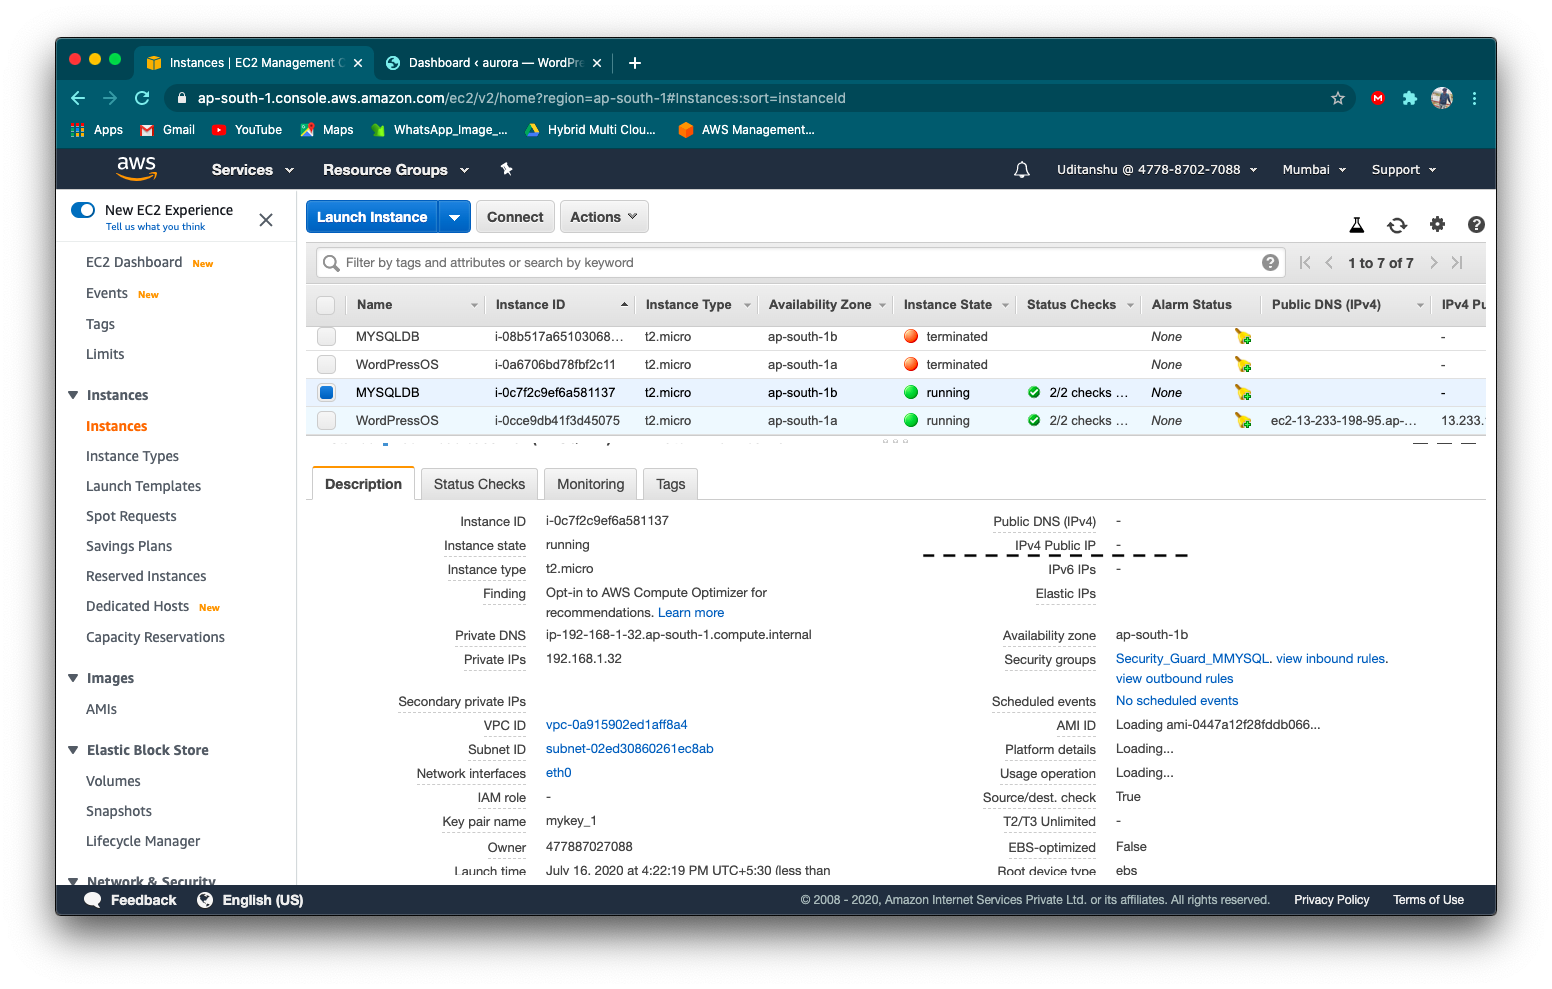 Instances | EC2 Management C
Dashboard ‹ aurora — WordPre
ap-south-1.console.aws.amazon.com/ec2/v2/home?region=ap-south-1#Instances:sort=instanceId
M
Apps Gmail YouTube Maps WhatsApp_Image_... Hybrid Multi Clou... AWS Management...
aws Services Resource Groups Uditanshu @ 4778-8702-7088 Mumbai Support
New EC2 Experience
Tell us what you think
EC2 Dashboard New
Events New
Tags
Limits
Instances
Instances
Instance Types
Launch Templates
Spot Requests
Savings Plans
Reserved Instances
Dedicated Hosts New
Capacity Reservations
Images
AMIs
Elastic Block Store
Volumes
Snapshots
Lifecycle Manager
Network & Security
Launch Instance Connect Actions
Filter by tags and attributes or search by keyword 1 to 7 of 7
Name Instance ID Instance Type Availability Zone Instance State Status Checks Alarm Status Public DNS (IPv4) IPv4 Pu
MYSQLDB i-08b517a65103068... t2.micro ap-south-1b terminated None -
WordPressOS i-0a6706bd78fbf2c11 t2.micro ap-south-1a terminated None -
MYSQLDB i-0c7f2c9ef6a581137 t2.micro ap-south-1b running 2/2 checks ... None -
WordPressOS i-0cce9db41f3d45075 t2.micro ap-south-1a running 2/2 checks ... None ec2-13-233-198-95.ap-... 13.233.
Description Status Checks Monitoring Tags
Instance ID i-0c7f2c9ef6a581137
Instance state running
Instance type t2.micro
Finding Opt-in to AWS Compute Optimizer for
recommendations. Learn more
Private DNS ip-192-168-1-32.ap-south-1.compute.internal
Private IPs 192.168.1.32
Secondary private IPs
VPC ID vpc-0a915902ed1aff8a4
Subnet ID subnet-02ed30860261ec8ab
Network interfaces eth0
IAM role -
Key pair name mykey_1
Owner 477887027088
Launch time July 16, 2020 at 4:22:19 PM UTC+5:30 (less than
Public DNS (IPv4) -
IPv4 Public IP -
IPv6 IPs -
Elastic IPs
Availability zone ap-south-1b
Security groups Security_Guard_MMYSQL. view inbound rules.
view outbound rules
Scheduled events No scheduled events
AMI ID Loading ami-0447a12f28fddb066...
Platform details Loading...
Usage operation Loading...
Source/dest. check True
T2/T3 Unlimited -
EBS-optimized False
Root device type ebs
Feedback English (US) © 2008 - 2020, Amazon Internet Services Private Ltd. or its affiliates. All rights reserved. Privacy Policy Terms of Use